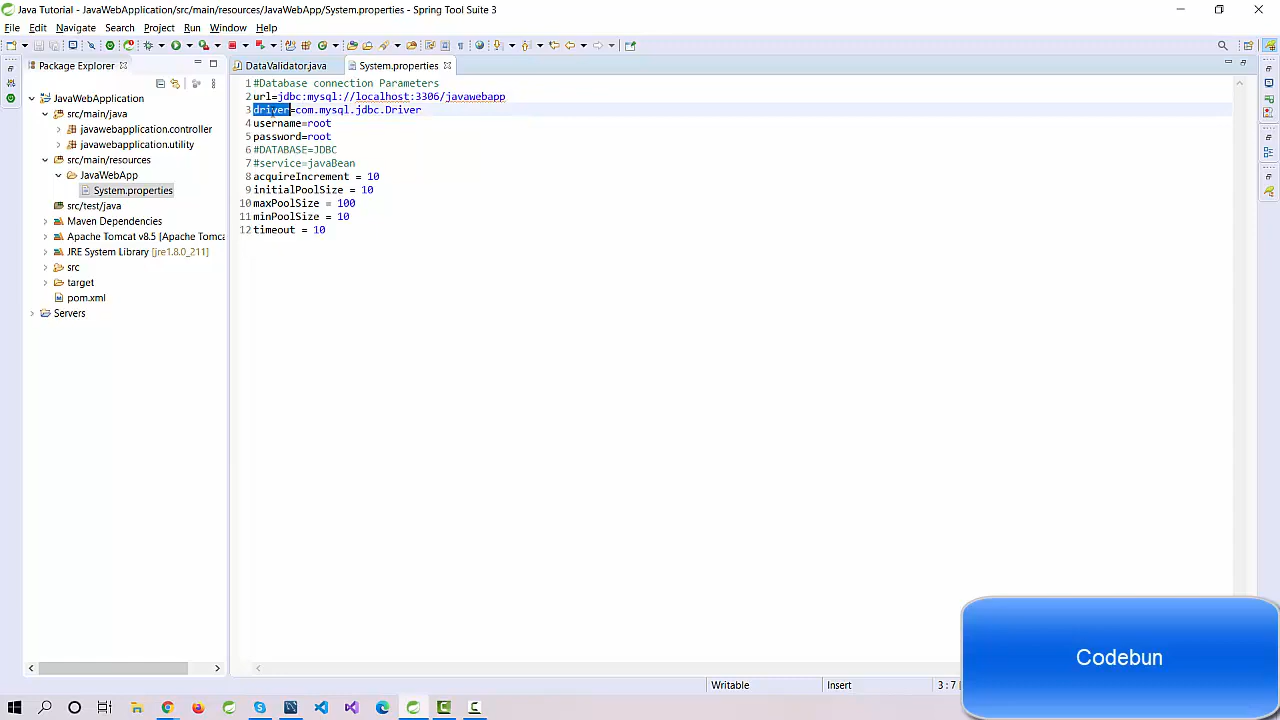 Java Tutorial - JavaWebApplication/src/main/resources/JavaWebApp/System.properties - Spring Tool Suite 3
File Edit Navigate Search Project Run Window Help
Package Explorer
DataValidator.java System.properties
JavaWebApplication
src/main/java
javawebapplication.controller
javawebapplication.utility
src/main/resources
JavaWebApp
System.properties
src/test/java
Maven Dependencies
Apache Tomcat v8.5 [Apache Tomca
JRE System Library [jre1.8.0_211]
src
target
pom.xml
Servers
1 #Database connection Parameters
2 url=jdbc:mysql://localhost:3306/javawebapp
3 driver=com.mysql.jdbc.Driver
4 username=root
5 password=root
6 #DATABASE=JDBC
7 #service=javaBean
8 acquireIncrement = 10
9 initialPoolSize = 10
10 maxPoolSize = 100
11 minPoolSize = 10
12 timeout = 10
Codebun
Writable Insert 3:7